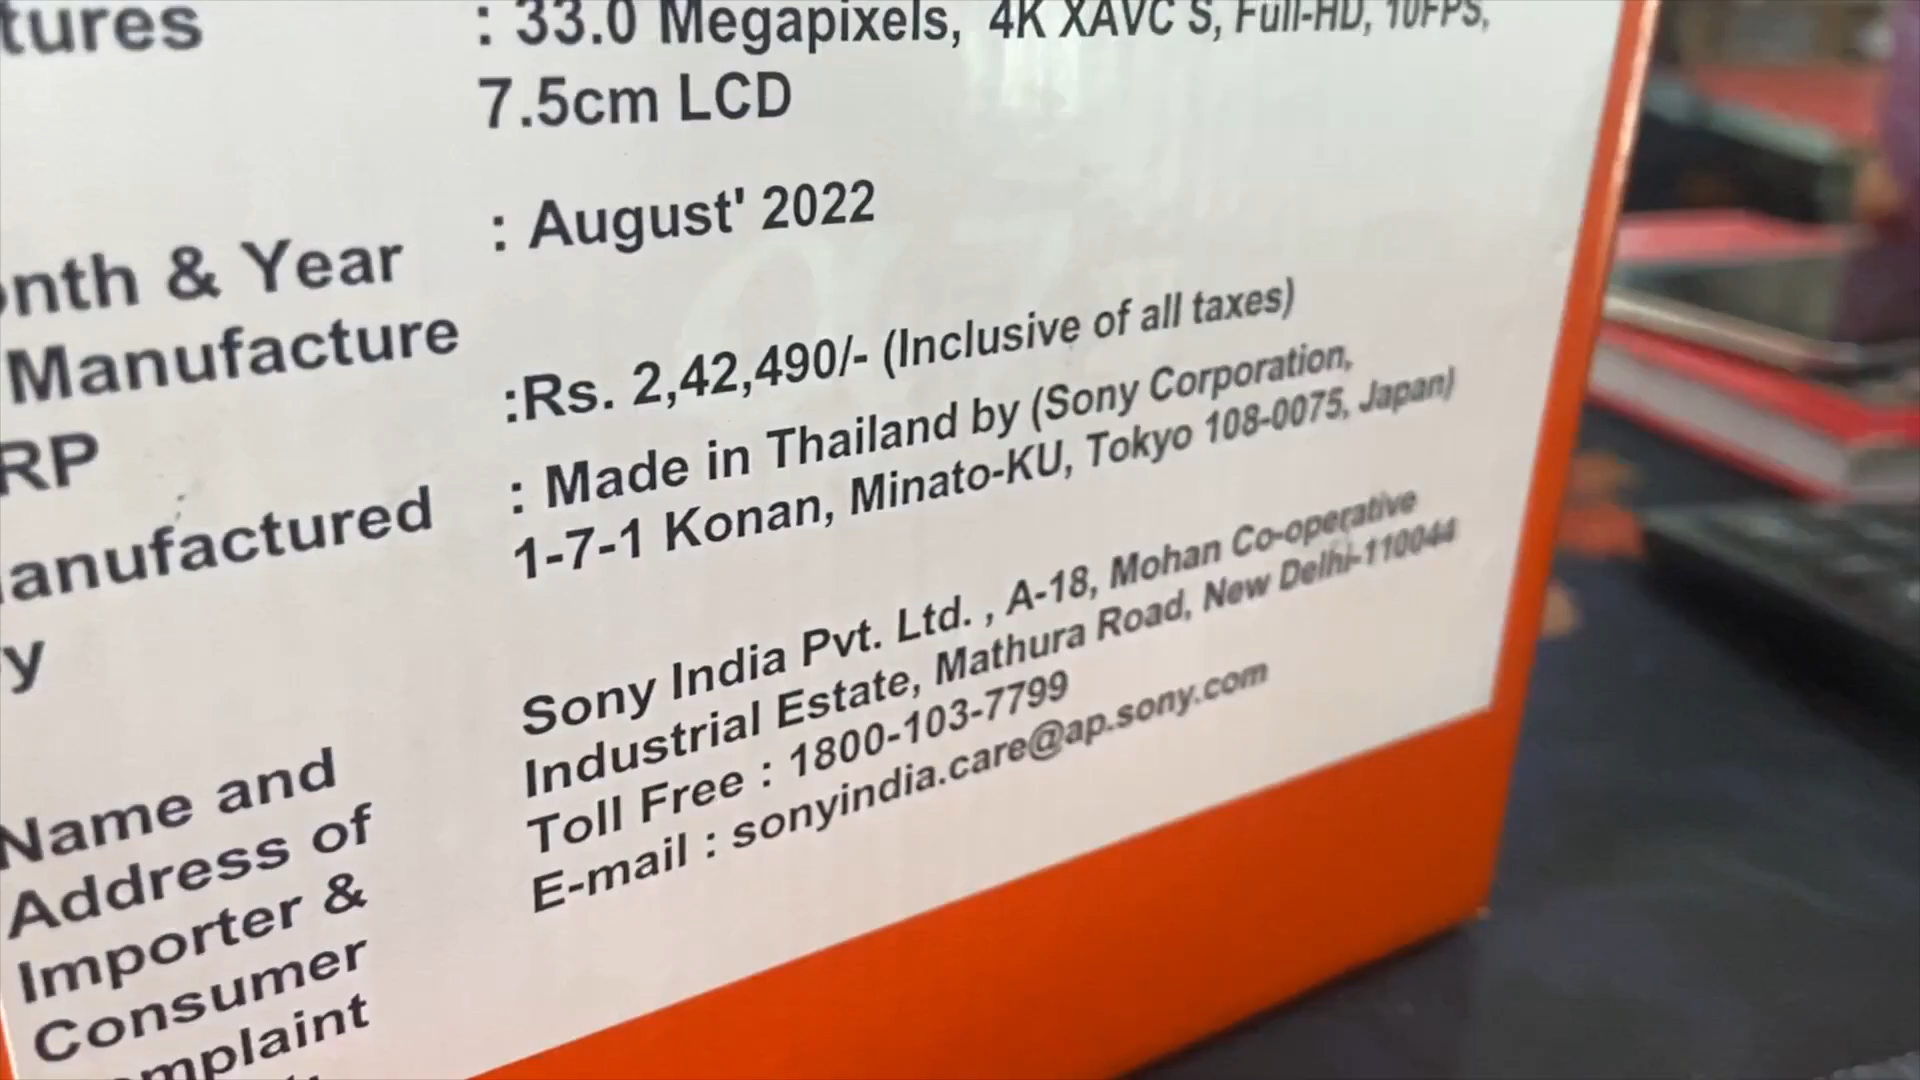 tures : 33.0 Megapixels, 4K XAVC S, Full-HD, 10FPS,
7.5cm LCD
onth & Year : August' 2022
Manufacture
RP :Rs. 2,42,490/- (Inclusive of all taxes)
anufactured : Made in Thailand by (Sony Corporation,
y 1-7-1 Konan, Minato-KU, Tokyo 108-0075, Japan)
Name and Sony India Pvt. Ltd. , A-18, Mohan Co-operative
Address of Industrial Estate, Mathura Road, New Delhi-110044
Importer & Toll Free : 1800-103-7799
Consumer E-mail : sonyindia.care@ap.sony.com
omplaint